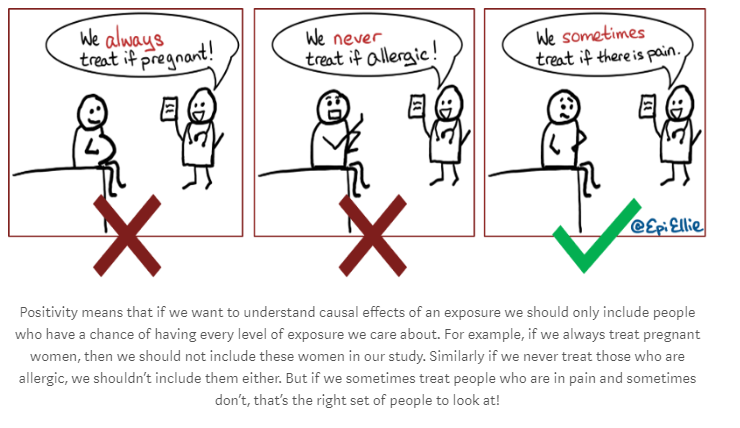 We always
treat if pregnant!
We never
treat if allergic!
We sometimes
treat if there is pain.
@EpiEllie
Positivity means that if we want to understand causal effects of an exposure we should only include people
who have a chance of having every level of exposure we care about. For example, if we always treat pregnant
women, then we should not include these women in our study. Similarly if we never treat those who are
allergic, we shouldn't include them either. But if we sometimes treat people who are in pain and sometimes
don't, that's the right set of people to look at!